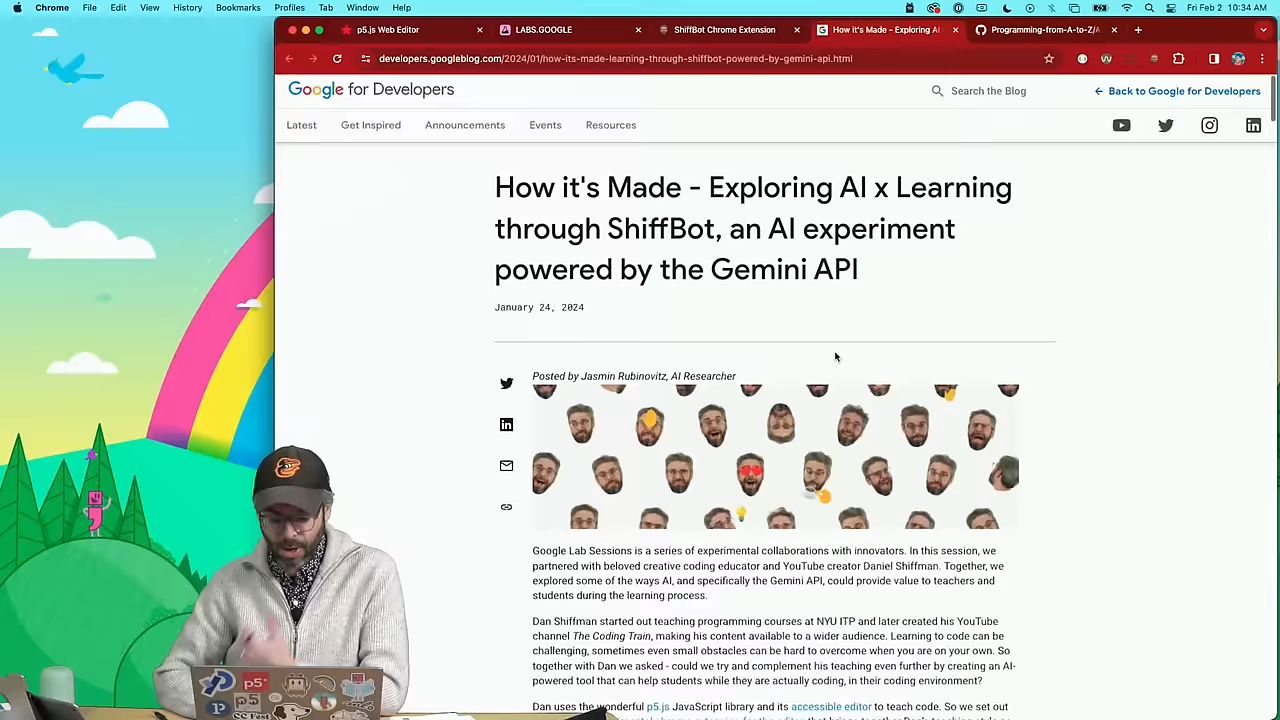 Chrome File Edit View History Bookmarks Profiles Tab Window Help Fri Feb 2 10:34 AM
p5.js Web Editor LABS.GOOGLE ShiffBot Chrome Extension How it's Made - Exploring AI Programming-from-A-to-Z/A
developers.googleblog.com/2024/01/how-its-made-learning-through-shiffbot-powered-by-gemini-api.html
Google for Developers Search the Blog Back to Google for Developers
Latest Get Inspired Announcements Events Resources
How it's Made - Exploring AI x Learning
through ShiffBot, an AI experiment
powered by the Gemini API
January 24, 2024
Posted by Jasmin Rubinovitz, AI Researcher
Google Lab Sessions is a series of experimental collaborations with innovators. In this session, we
partnered with beloved creative coding educator and YouTube creator Daniel Shiffman. Together, we
explored some of the ways AI, and specifically the Gemini API, could provide value to teachers and
students during the learning process.
Dan Shiffman started out teaching programming courses at NYU ITP and later created his YouTube
channel The Coding Train, making his content available to a wider audience. Learning to code can be
challenging, sometimes even small obstacles can be hard to overcome when you are on your own. So
together with Dan we asked - could we try and complement his teaching even further by creating an AI-
powered tool that can help students while they are actually coding, in their coding environment?
Dan uses the wonderful p5.js JavaScript library and its accessible editor to teach code. So we set out
p5*
CC Fest